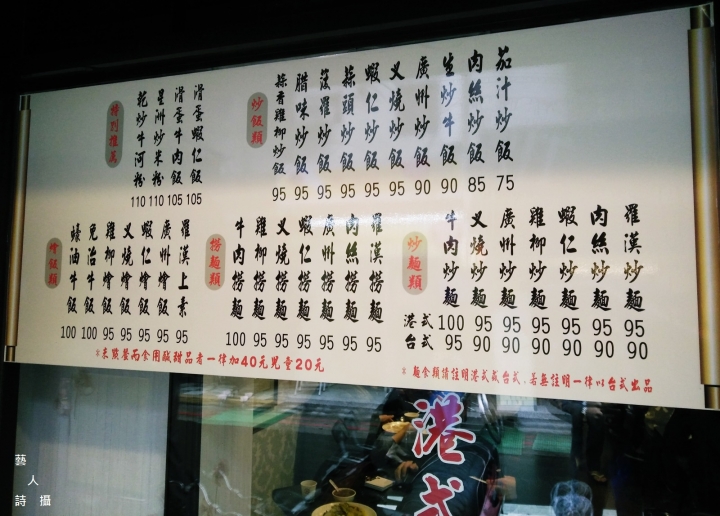 特別推薦
乾炒牛河粉 110
星洲炒米粉 110
滑蛋牛肉飯 105
滑蛋蝦仁飯 105
炒飯類
蒜香雞柳炒飯 95
臘味炒飯 95
菠羅炒飯 95
蒜頭炒飯 95
蝦仁炒飯 95
叉燒炒飯 95
廣州炒飯 90
生炒牛飯 90
肉絲炒飯 85
茄汁炒飯 75
燴飯類
蠔油牛飯 100
免治牛飯 100
雞柳燴飯 95
叉燒燴飯 95
蝦仁燴飯 95
廣州燴飯 95
羅漢上素 95
撈麵類
牛肉撈麵 100
雞柳撈麵 95
叉燒撈麵 95
蝦仁撈麵 95
廣州撈麵 95
肉絲撈麵 95
羅漢撈麵 95
炒麵類
牛肉炒麵
叉燒炒麵
廣州炒麵
雞柳炒麵
蝦仁炒麵
肉絲炒麵
羅漢炒麵
港式 100 95 95 95 95 95 95
台式 95 90 90 90 90 90 90
※未點餐而食用鹹甜品者一律加40元兒童20元
※ 麵食類請註明港式或台式、若無註明一律以台式出品
港式
藝人詩攝